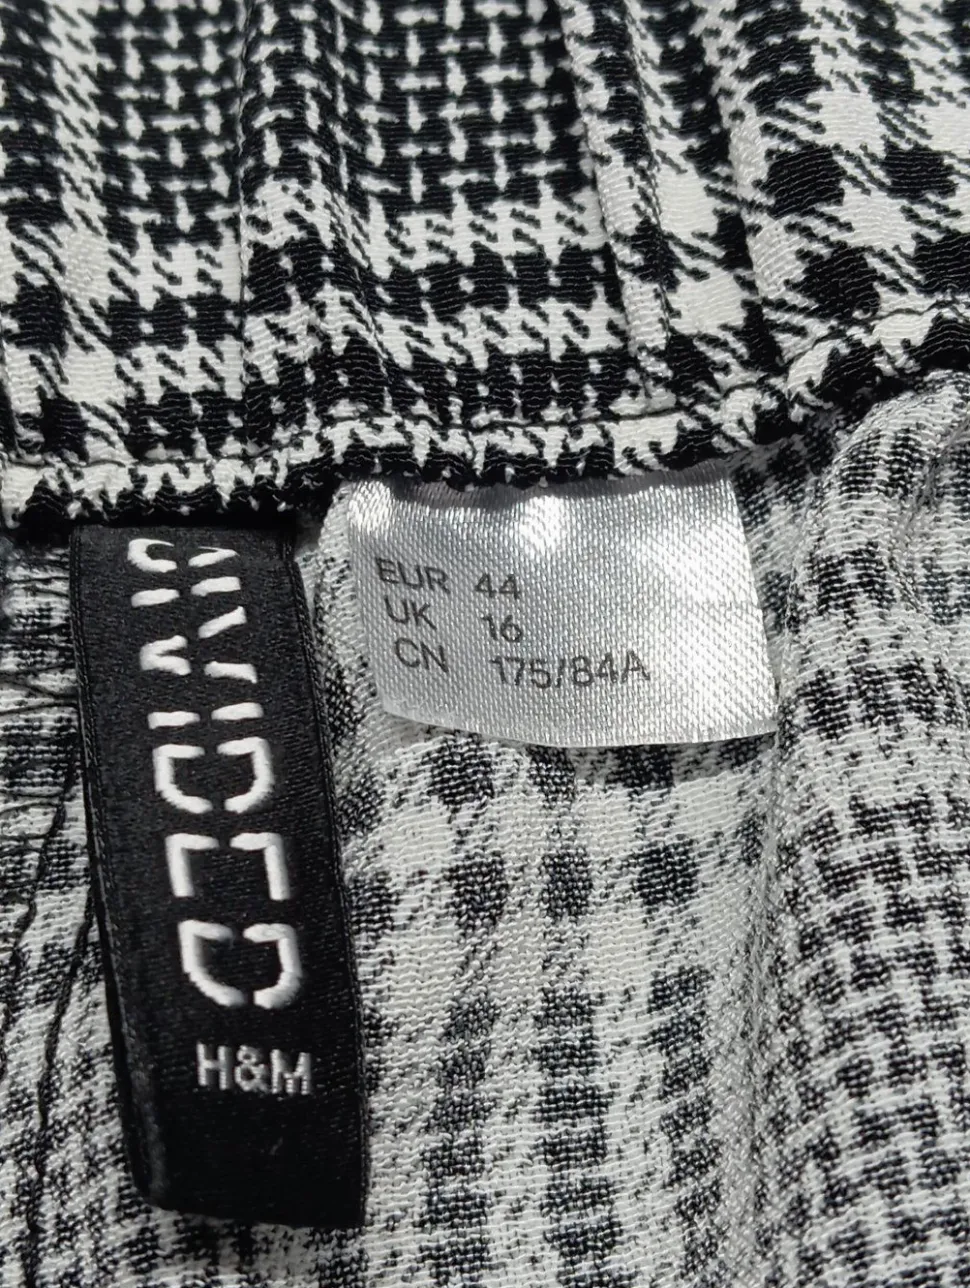 DIVIDED
H&M
EUR 44
UK 16
CN 175/84A